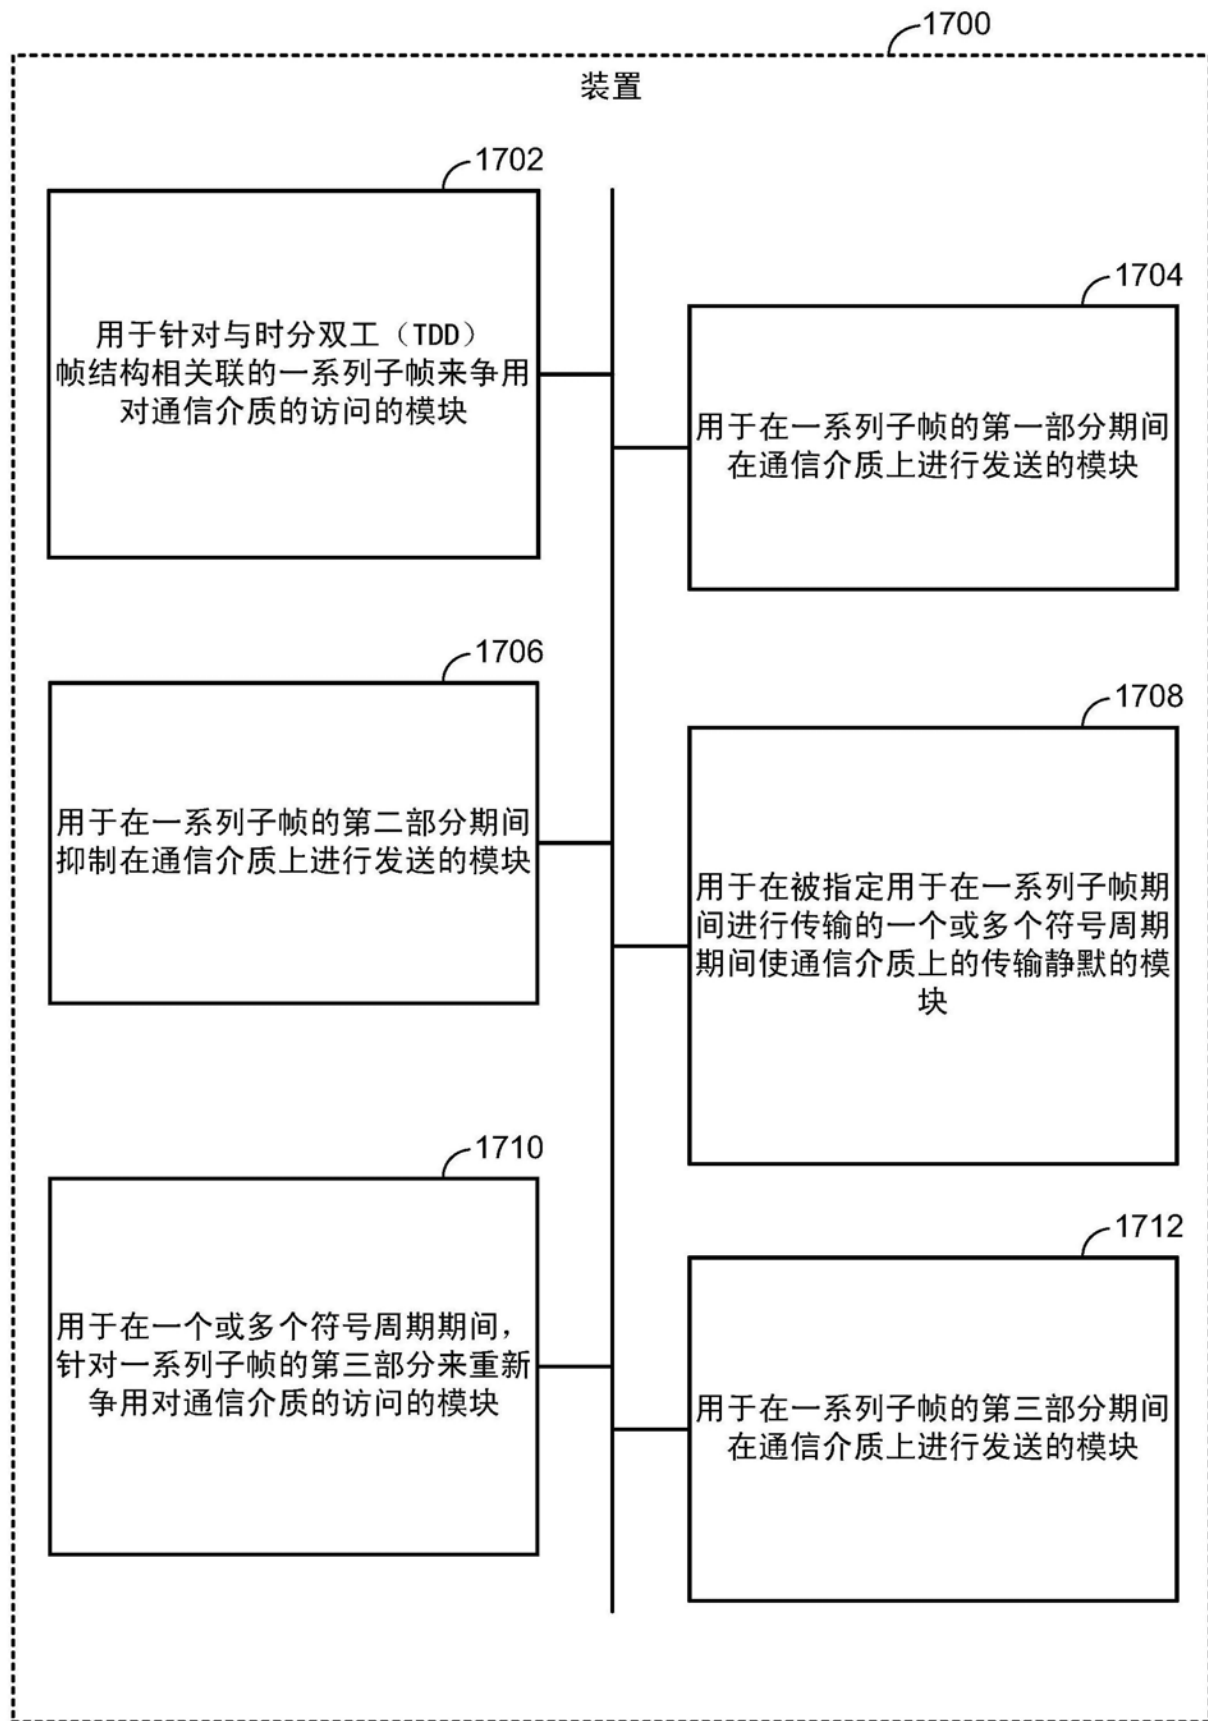 1700
装置
1702
用于针对与时分双工（TDD）
帧结构相关联的一系列子帧来争用
对通信介质的访问的模块
1704
用于在一系列子帧的第一部分期间
在通信介质上进行发送的模块
1706
用于在一系列子帧的第二部分期间
抑制在通信介质上进行发送的模块
1708
用于在被指定用于在一系列子帧期
间进行传输的一个或多个符号周期
期间使通信介质上的传输静默的模
块
1710
用于在一个或多个符号周期期间，
针对一系列子帧的第三部分来重新
争用对通信介质的访问的模块
1712
用于在一系列子帧的第三部分期间
在通信介质上进行发送的模块